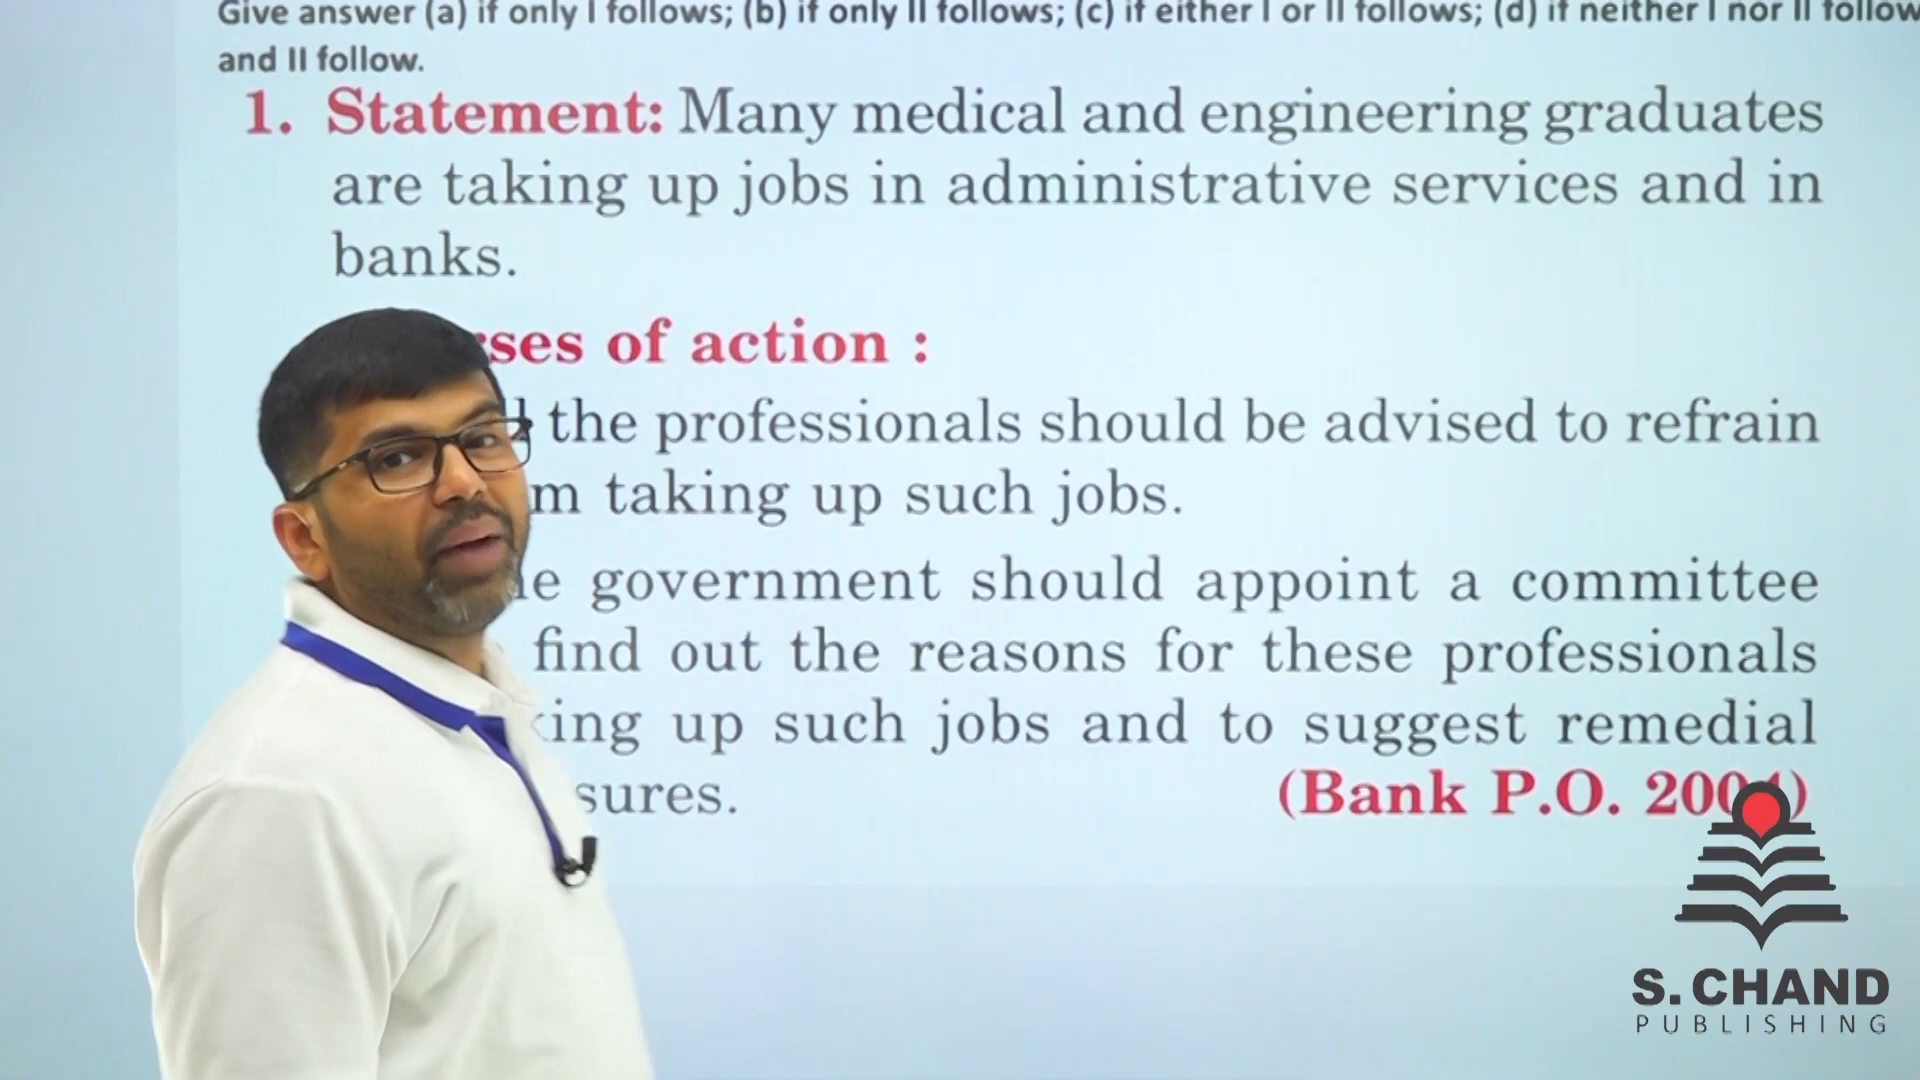 Give answer (a) if only I follows; (b) if only II follows; (c) if either I or II follows; (d) if neither I nor II follow
and II follow.
1. Statement: Many medical and engineering graduates
are taking up jobs in administrative services and in
banks.
of action :
the professionals should be advised to refrain
taking up such jobs.
government should appoint a committee
find out the reasons for these professionals
up such jobs and to suggest remedial
(Bank P.O.
S. CHAND
PUBLISHING